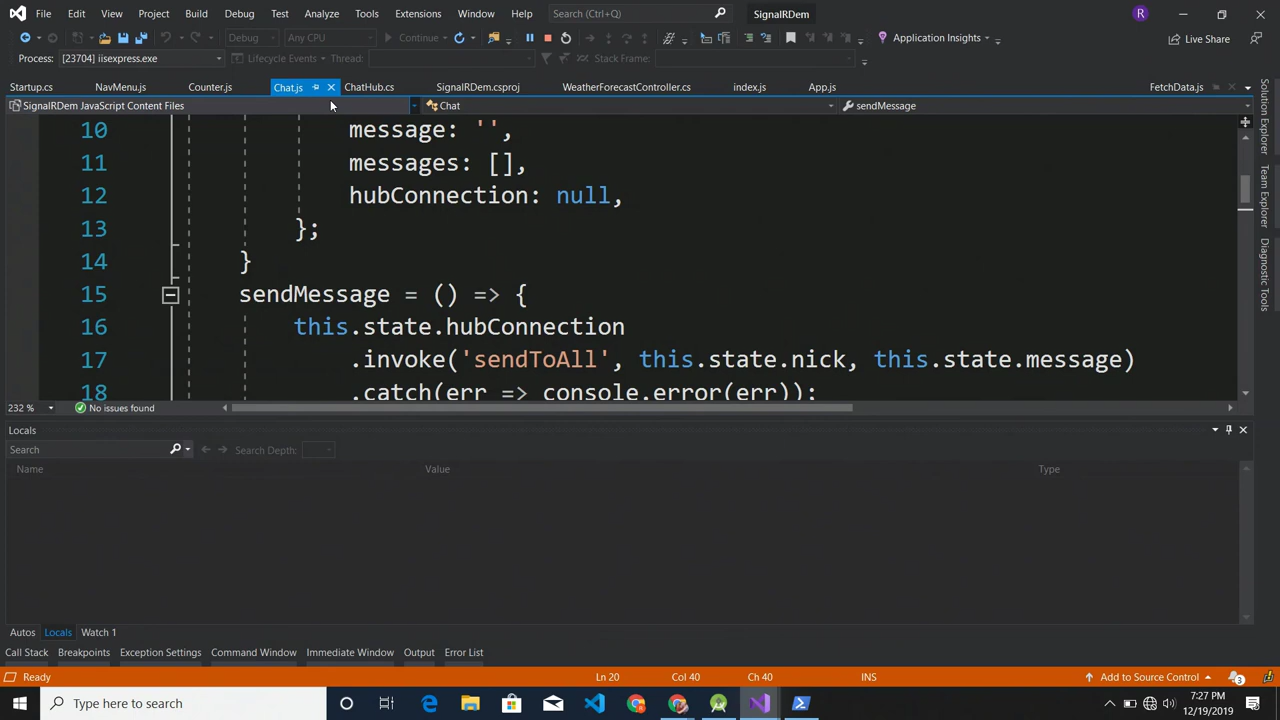 File Edit View Project Build Debug Test Analyze Tools Extensions Window Help Search (Ctrl+Q) SignalRDem R
Debug Any CPU Continue Application Insights Live Share
Process: [23704] iisexpress.exe Lifecycle Events Thread: Stack Frame:
Startup.cs NavMenu.js Counter.js Chat.js ChatHub.cs SignalRDem.csproj WeatherForecastController.cs index.js App.js FetchData.js
SignalRDem JavaScript Content Files Chat sendMessage
10 message: '',
11 messages: [],
12 hubConnection: null,
13 };
14 }
15 sendMessage = () => {
16 this.state.hubConnection
17 .invoke('sendToAll', this.state.nick, this.state.message)
18 .catch(err => console.error(err));
232 % No issues found
Locals
Search Search Depth:
Name Value Type
Autos Locals Watch 1
Call Stack Breakpoints Exception Settings Command Window Immediate Window Output Error List
Ready Ln 20 Col 40 Ch 40 INS Add to Source Control 3
Type here to search 7:27 PM
12/19/2019
Solution Explorer
Team Explorer
Diagnostic Tools